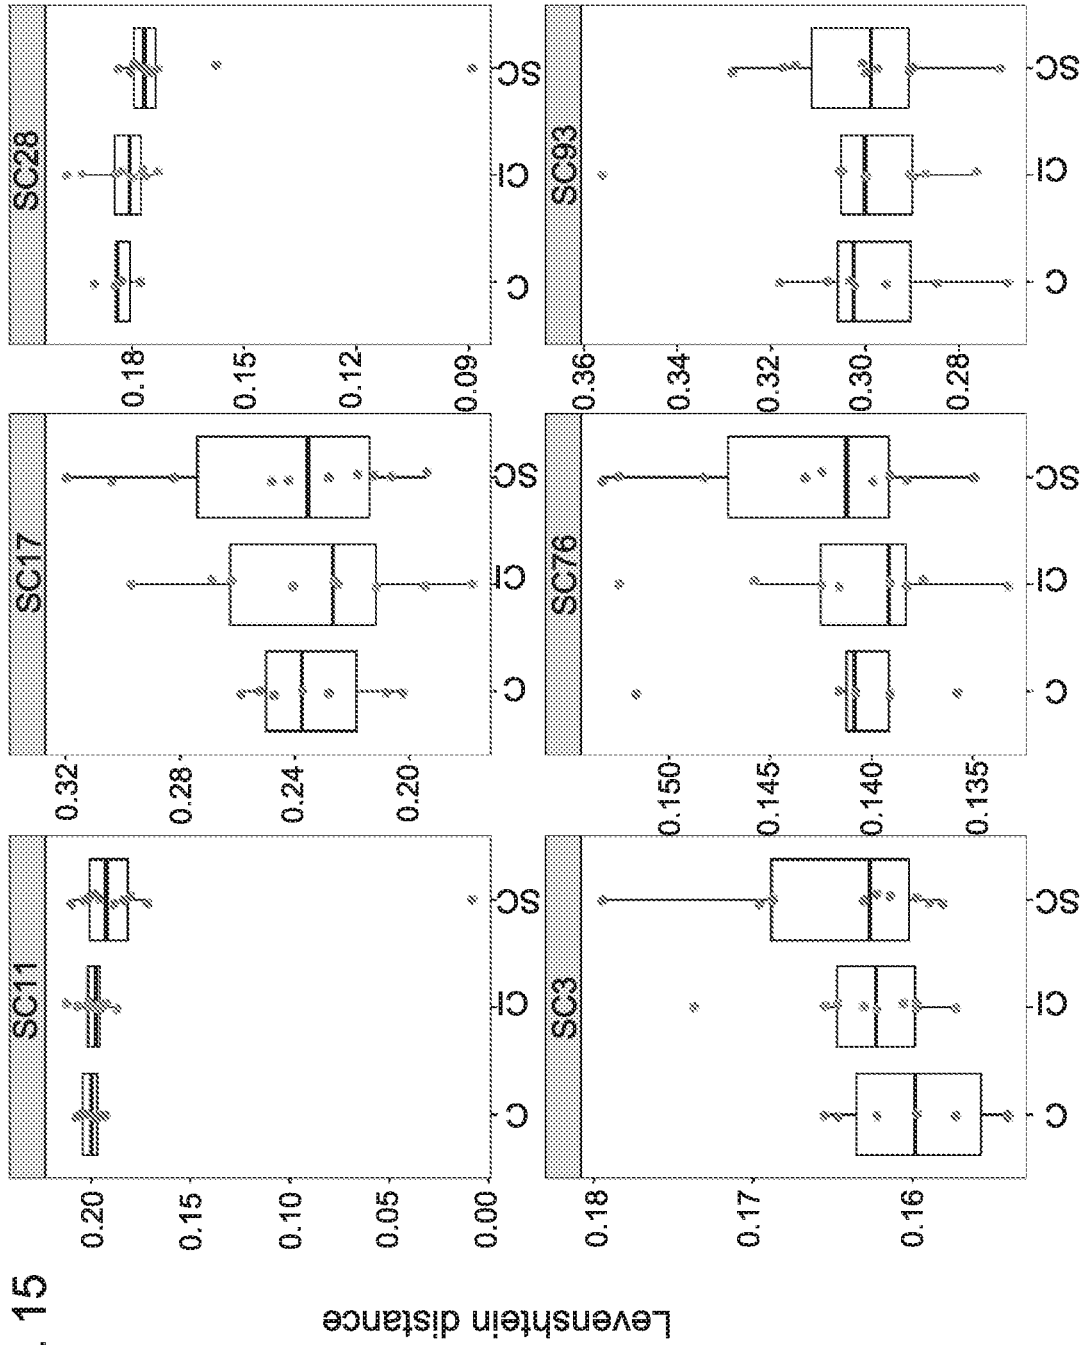 . 15
Levenshtein distance
SC11
0.20
0.15
0.10
0.05
0.00
C
CI
SC
SC17
0.32
0.28
0.24
0.20
C
CI
SC
SC28
0.18
0.15
0.12
0.09
C
CI
SC
SC3
0.18
0.17
0.16
C
CI
SC
SC76
0.150
0.145
0.140
0.135
C
CI
SC
SC93
0.36
0.34
0.32
0.30
0.28
C
CI
SC